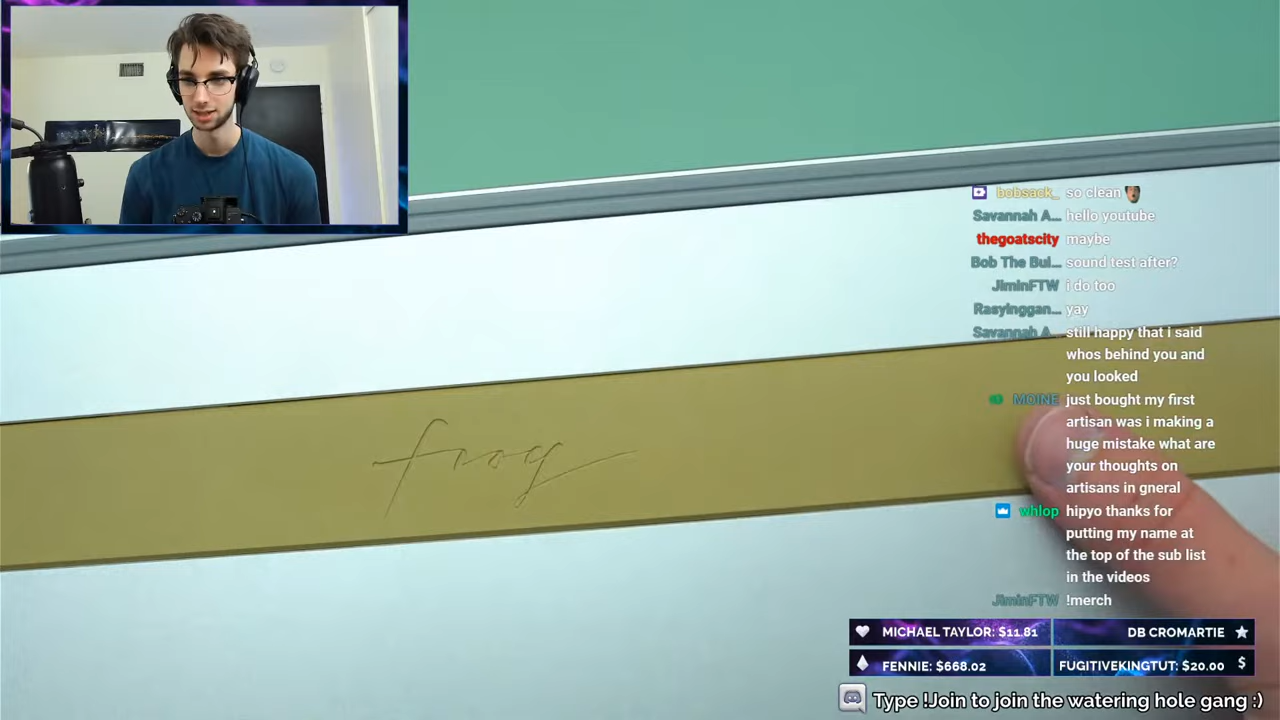 frog
bobsack_ so clean
Savannah A... hello youtube
thegoatscity maybe
Bob The Bui... sound test after?
JiminFTW i do too
Rasyinggan... yay
Savannah A... still happy that i said
whos behind you and
you looked
MOINE just bought my first
artisan was i making a
huge mistake what are
your thoughts on
artisans in gneral
whlop hipyo thanks for
putting my name at
the top of the sub list
in the videos
JiminFTW !merch
MICHAEL TAYLOR: $11.81
DB CROMARTIE
FENNIE: $668.02
FUGITIVEKINGTUT: $20.00 $
Type !Join to join the watering hole gang :)